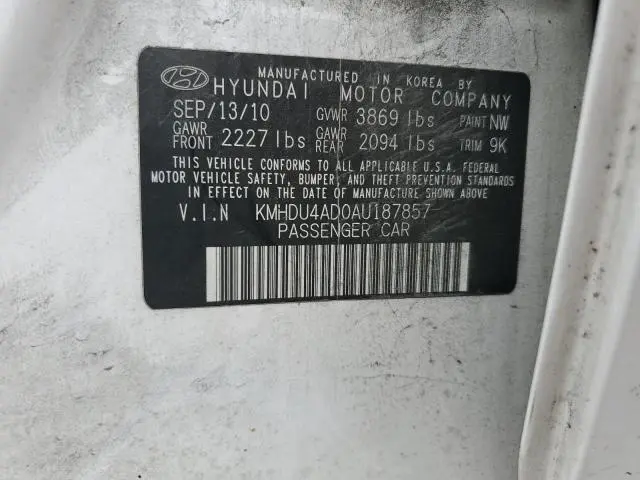 MANUFACTURED IN KOREA BY
HYUNDAI MOTOR COMPANY
SEP/13/10 GVWR 3869 lbs PAINT NW
GAWR FRONT 2227 lbs GAWR REAR 2094 lbs TRIM 9K
THIS VEHICLE CONFORMS TO ALL APPLICABLE U.S.A. FEDERAL
MOTOR VEHICLE SAFETY, BUMPER, AND THEFT PREVENTION STANDARDS
IN EFFECT ON THE DATE OF MANUFACTURE SHOWN ABOVE
V.I.N KMHDU4AD0AU187857
PASSENGER CAR